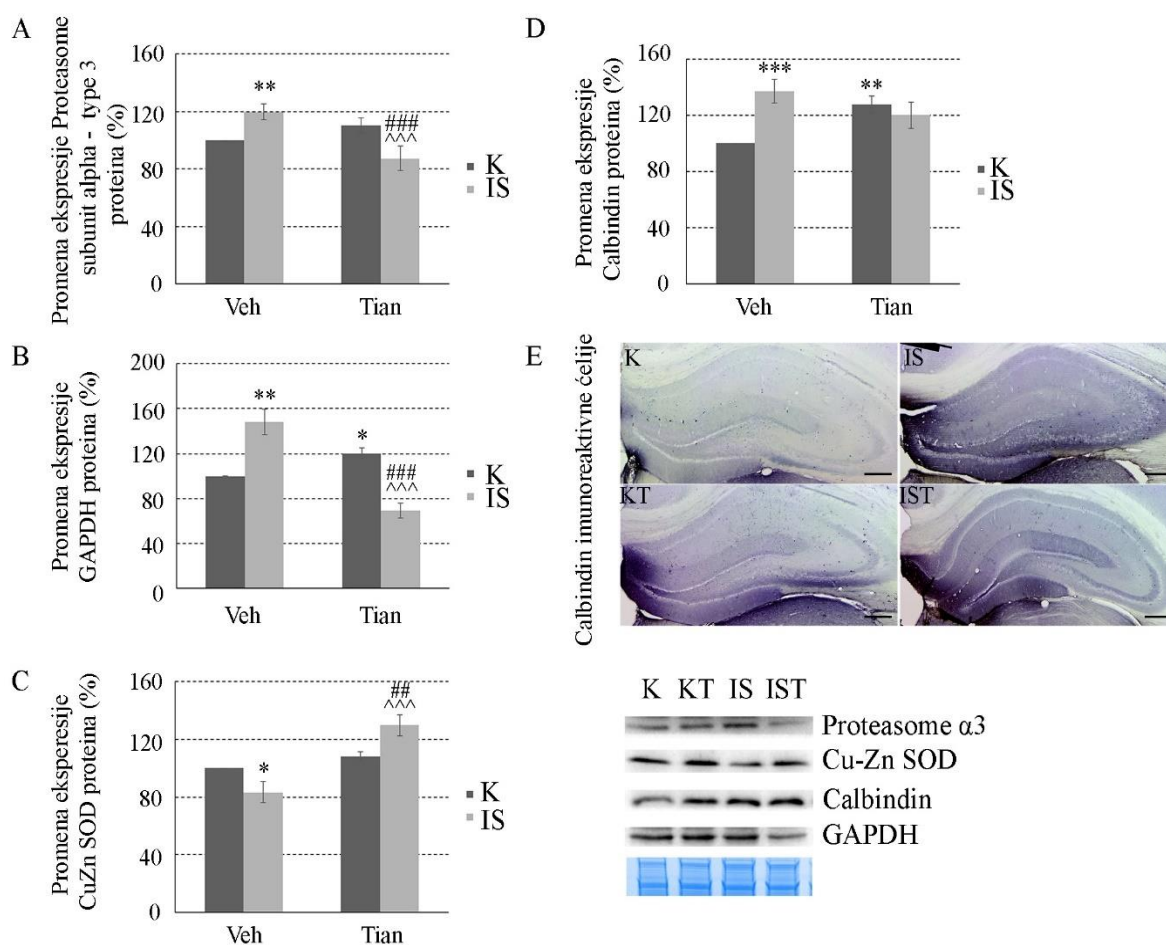 A
Promena ekspresije Proteasome
subunit alpha - type 3
proteina (%)
160
120
80
40
0
**
###
^^^
K
IS
Veh
Tian
B
Promena ekspresije
GAPDH proteina (%)
200
160
120
80
40
0
**
*
###
^^^
K
IS
Veh
Tian
C
Promena eksperesije
CuZn SOD proteina (%)
160
120
80
40
0
*
##
^^^
K
IS
Veh
Tian
D
Promena ekspresije
Calbindin proteina (%)
160
120
80
40
0
***
**
K
IS
Veh
Tian
E
Calbindin imunoreaktivne ćelije
K
IS
KT
IST
K KT IS IST
Proteasome α3
Cu-Zn SOD
Calbindin
GAPDH